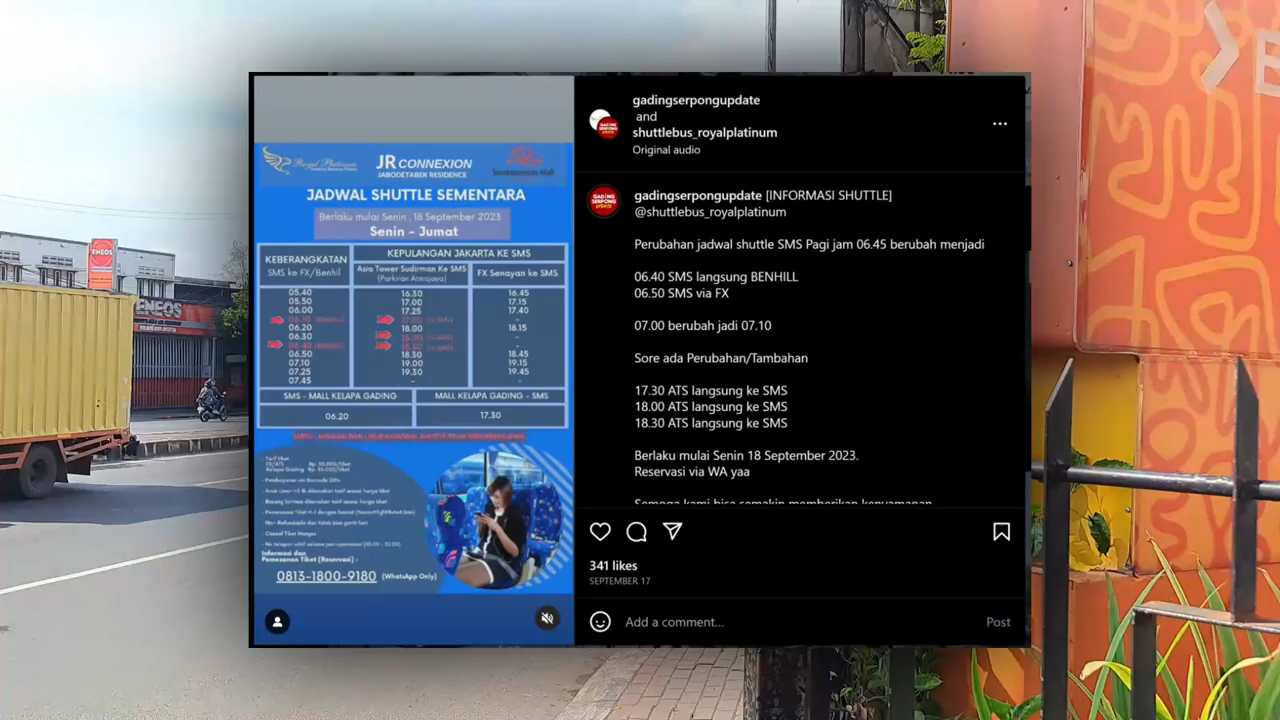 gadingserpongupdate
and
shuttlebus_royalplatinum
Original audio
gadingserpongupdate [INFORMASI SHUTTLE]
@shuttlebus_royalplatinum
Perubahan jadwal shuttle SMS Pagi jam 06.45 berubah menjadi
06.40 SMS langsung BENHILL
06.50 SMS via FX
07.00 berubah jadi 07.10
Sore ada Perubahan/Tambahan
17.30 ATS langsung ke SMS
18.00 ATS langsung ke SMS
18.30 ATS langsung ke SMS
Berlaku mulai Senin 18 September 2023.
Reservasi via WA yaa
Semoga kami bisa semakin memberikan kenyamanan
341 likes
SEPTEMBER 17
Add a comment...
Post
Royal Platinum
JR CONNEXION
JABODETABEK RESIDENCE
JADWAL SHUTTLE SEMENTARA
Berlaku mulai Senin , 18 September 2023
Senin - Jumat
KEBERANGKATAN
SMS ke FX/Benhil
KEPULANGAN JAKARTA KE SMS
Asia Tower Sudirman Ke SMS
(Parkiran Atmajaya)
FX Senayan ke SMS
05.40 16.30 16.45
05.50 17.00 17.15
06.00 17.25 17.40
-
06.20 18.00 18.15
06.30 -
-
06.50 18.30 18.45
07.10 19.00 19.15
07.25 19.30 19.45
07.45 - -
SMS - MALL KELAPA GADING
MALL KELAPA GADING - SMS
06.20
17.30
Informasi dan
Pemesanan Tiket (Reservasi) :
0813-1800-9180 (WhatsApp Only)
ENEOS
ENEOS